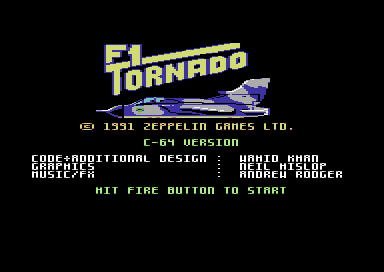 F1
TORNADO
© 1991 ZEPPELIN GAMES LTD.
C-64 VERSION
CODE+ADDITIONAL DESIGN : WAHID KHAN
GRAPHICS : NEIL HISLOP
MUSIC/FX : ANDREW RODGER
HIT FIRE BUTTON TO START